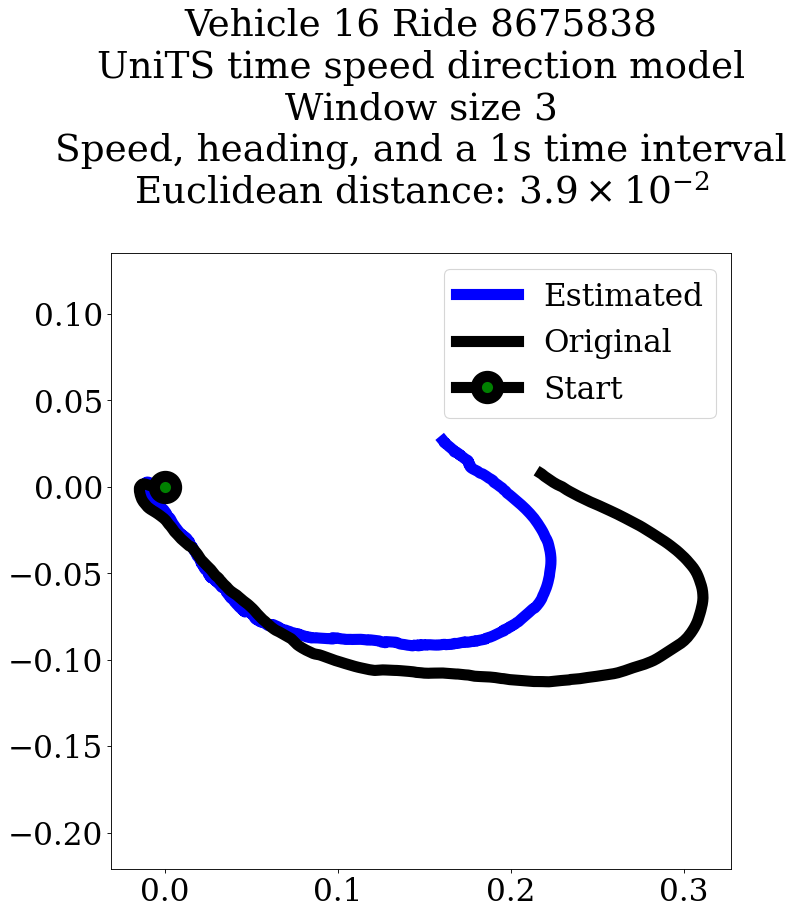 Vehicle 16 Ride 8675838
UniTS time speed direction model
Window size 3
Speed, heading, and a 1s time interval
Euclidean distance: 3.9 × 10⁻²
Estimated
Original
Start
0.10
0.05
0.00
−0.05
−0.10
−0.15
−0.20
0.0 0.1 0.2 0.3